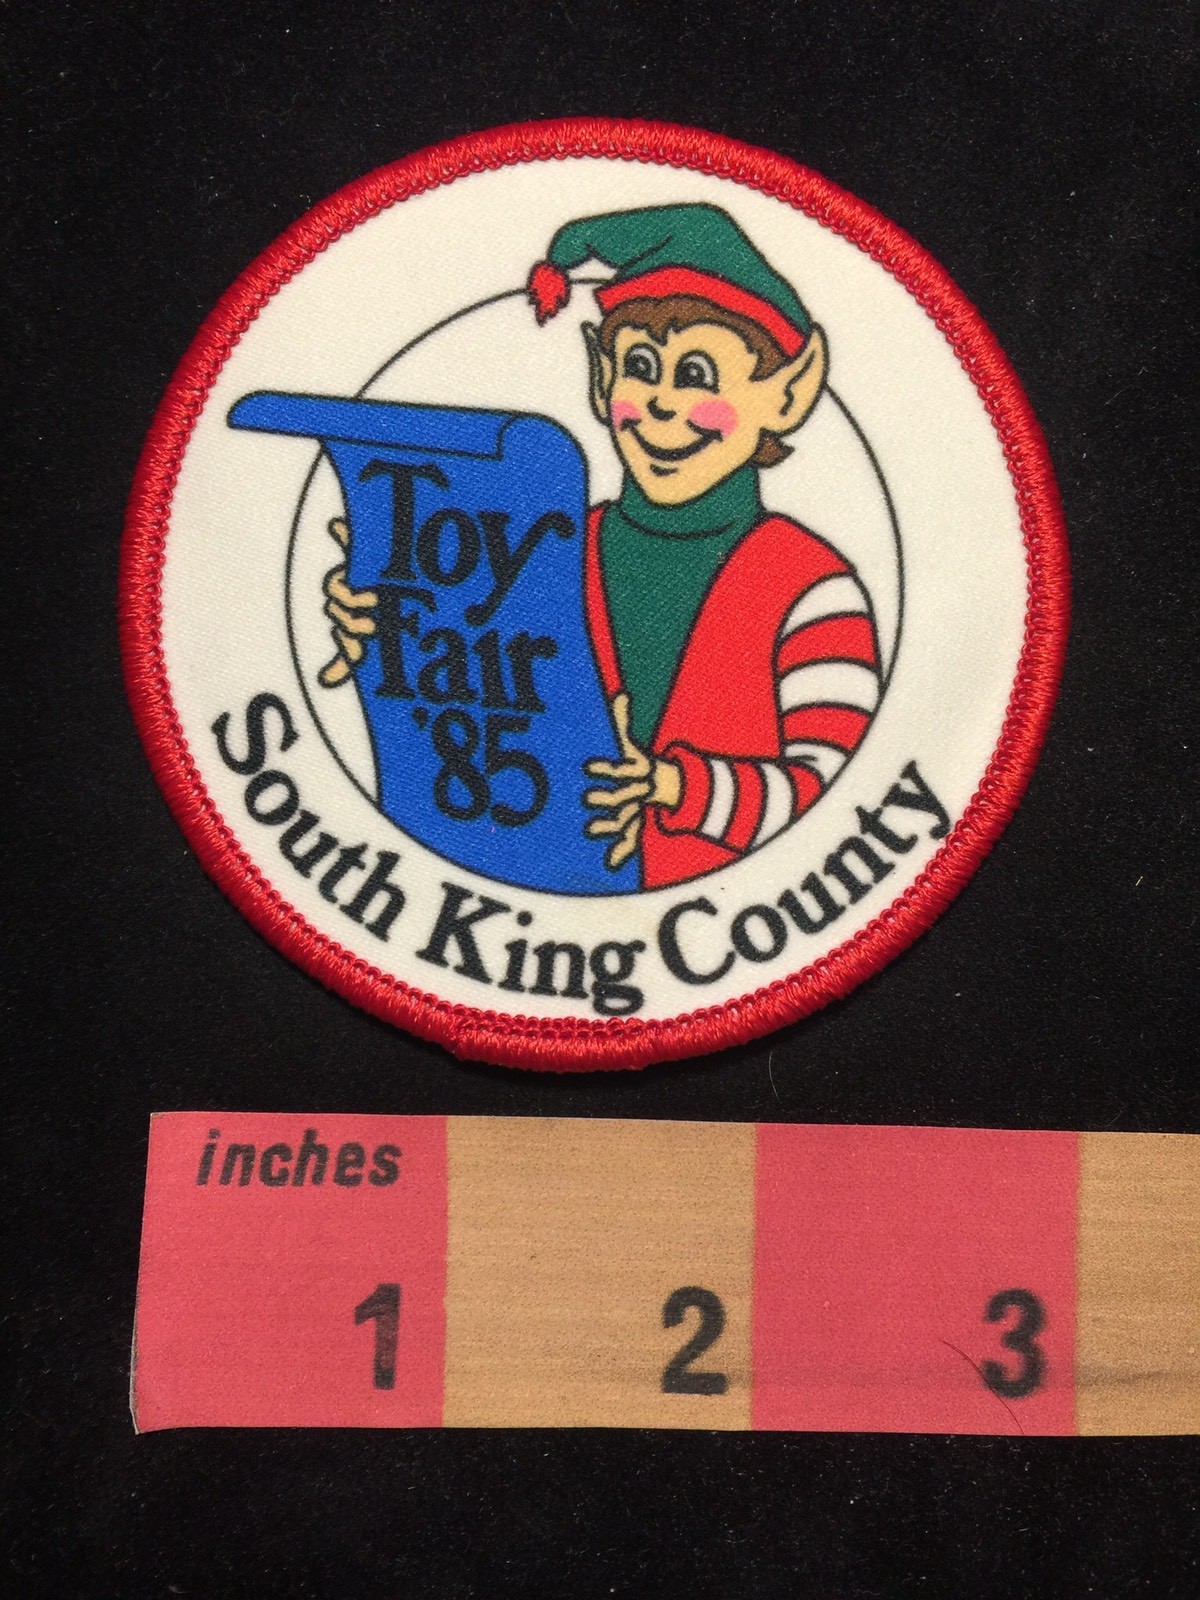 Toy
Fair
'85
South King County
inches
1 2 3